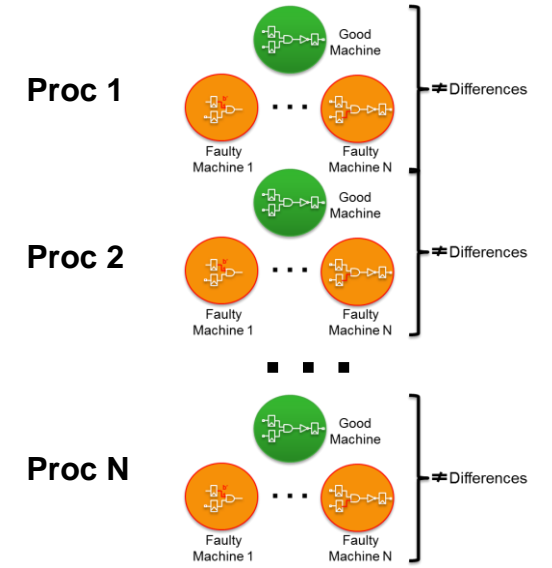 Good
Machine
Proc 1
≠ Differences
Faulty
Machine 1
Faulty
Machine N
Good
Machine
Proc 2
≠ Differences
Faulty
Machine 1
Faulty
Machine N
Good
Machine
Proc N
≠ Differences
Faulty
Machine 1
Faulty
Machine N